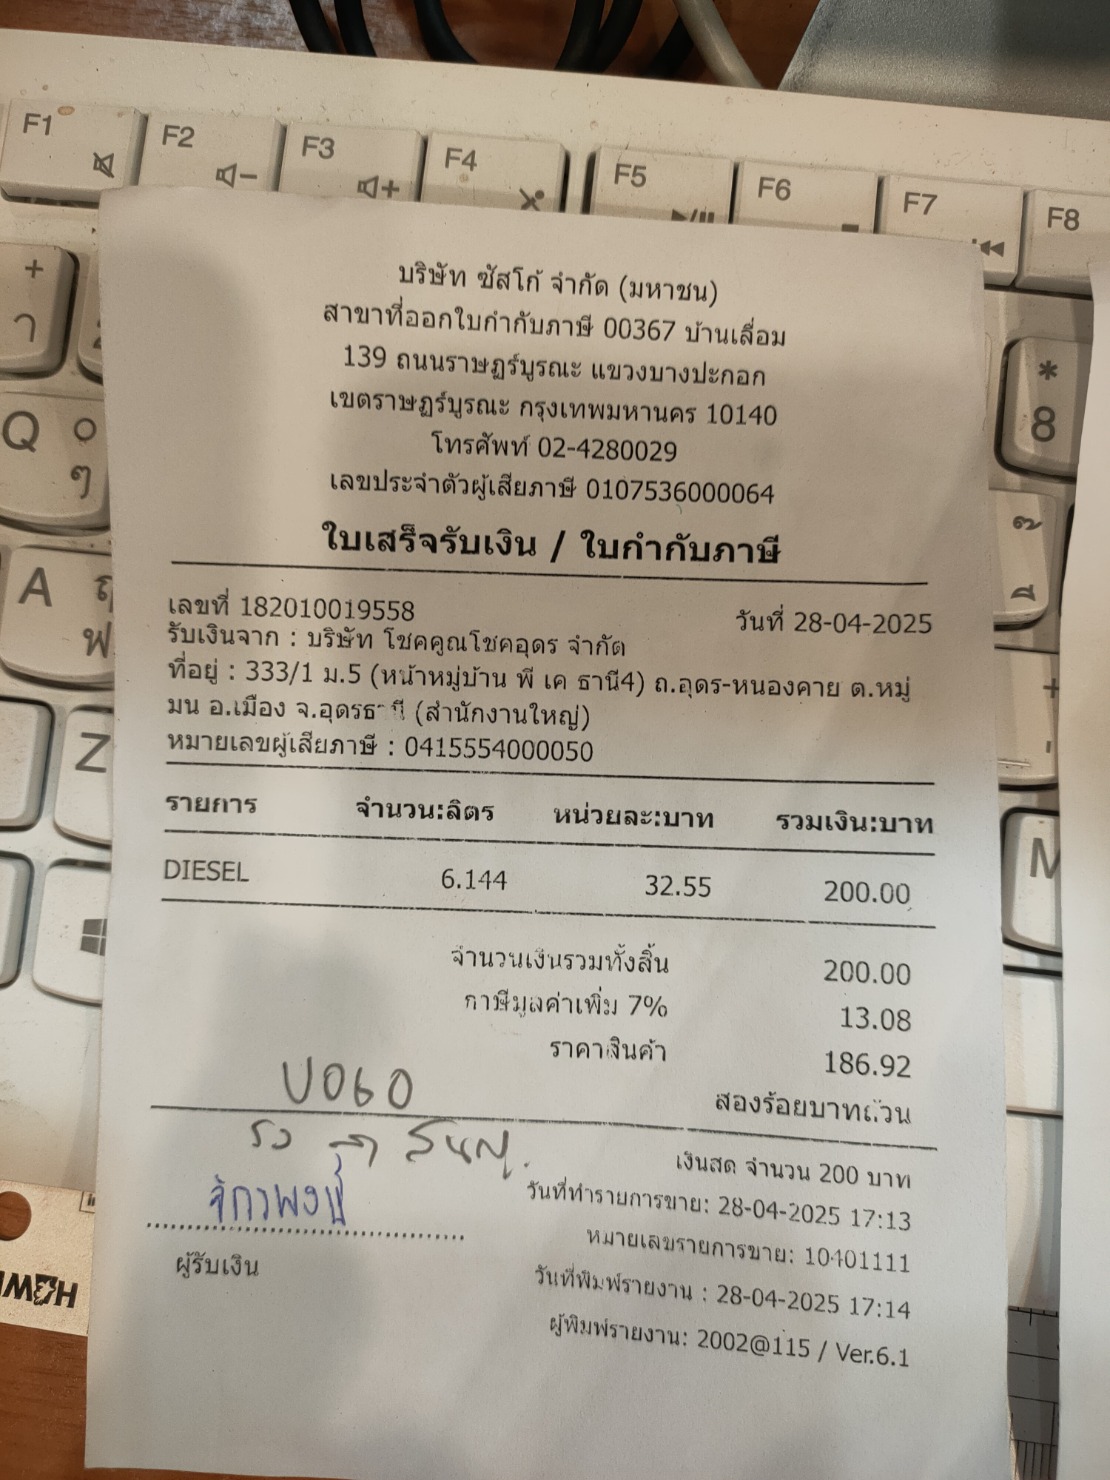 F1
F2
F3
F4
F5
F6
F7
F8
บริษัท ซัสโก้ จำกัด (มหาชน)
สาขาที่ออกใบกำกับภาษี 00367 บ้านเลื่อม
139 ถนนราษฏร์บูรณะ แขวงบางปะกอก
เขตราษฏร์บูรณะ กรุงเทพมหานคร 10140
โทรศัพท์ 02-4280029
เลขประจำตัวผู้เสียภาษี 0107536000064
ใบเสร็จรับเงิน / ใบกำกับภาษี
เลขที่ 182010019558 วันที่ 28-04-2025
รับเงินจาก : บริษัท โชคคูณโชคอุดร จำกัด
ที่อยู่ : 333/1 ม.5 (หน้าหมู่บ้าน พี เค ธานี4) ถ.อุดร-หนองคาย ต.หมู่
มน อ.เมือง จ.อุดรธานี (สำนักงานใหญ่)
หมายเลขผู้เสียภาษี : 0415554000050
รายการ จำนวน:ลิตร หน่วยละ:บาท รวมเงิน:บาท
DIESEL 6.144 32.55 200.00
จำนวนเงินรวมทั้งสิ้น 200.00
ภาษีมูลค่าเพิ่ม 7% 13.08
ราคาสินค้า 186.92
U060
สองร้อยบาทถ้วน
เงินสด จำนวน 200 บาท
วันที่ทำรายการขาย: 28-04-2025 17:13
หมายเลขรายการขาย: 10401111
ผู้รับเงิน
วันที่พิมพ์รายงาน : 28-04-2025 17:14
ผู้พิมพ์รายงาน: 2002@115 / Ver.6.1
+
า
Q
ๆ
A
ฟ
Z
*
8
M